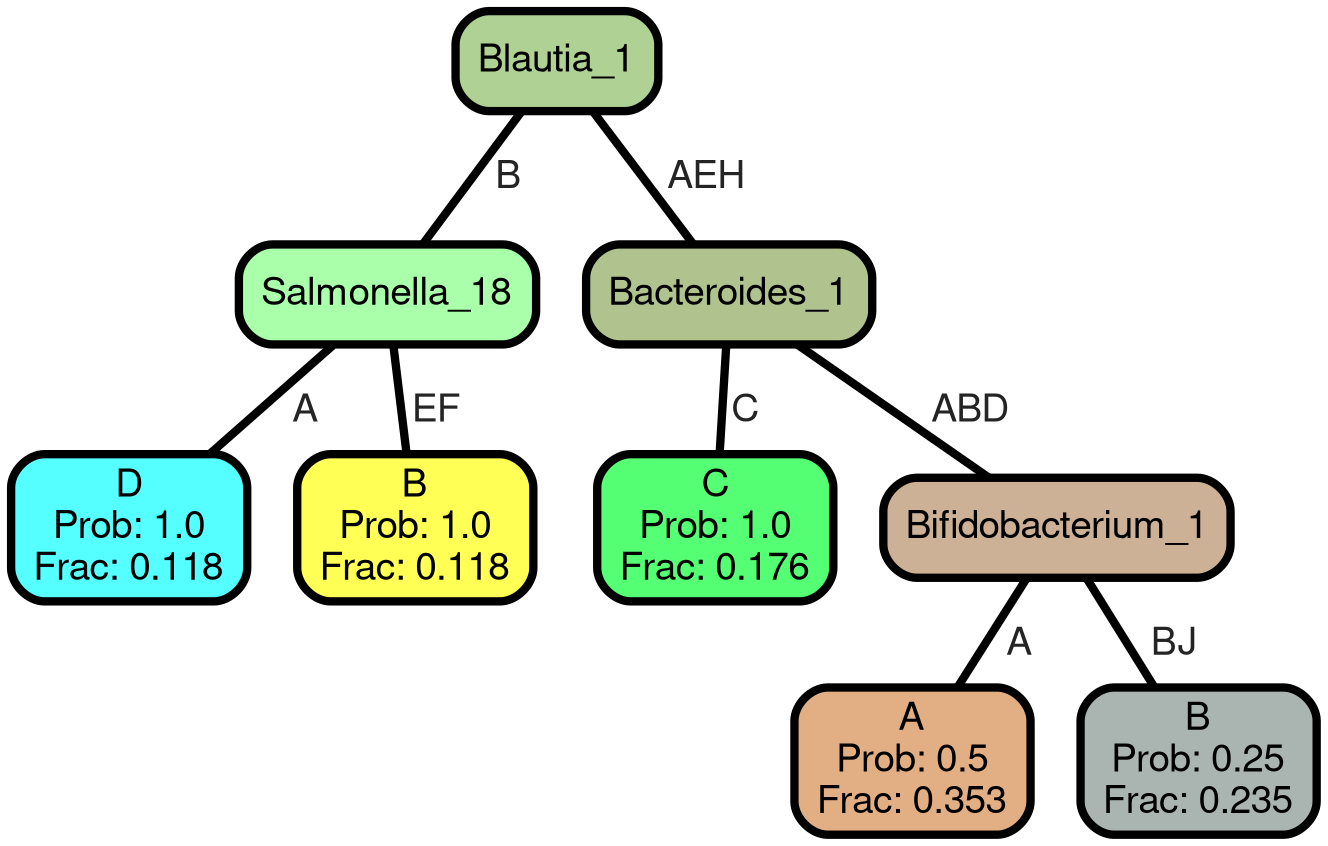 Blautia_1
B
AEH
Salmonella_18
Bacteroides_1
A
EF
C
ABD
D
Prob: 1.0
Frac: 0.118
B
Prob: 1.0
Frac: 0.118
C
Prob: 1.0
Frac: 0.176
Bifidobacterium_1
A
BJ
A
Prob: 0.5
Frac: 0.353
B
Prob: 0.25
Frac: 0.235